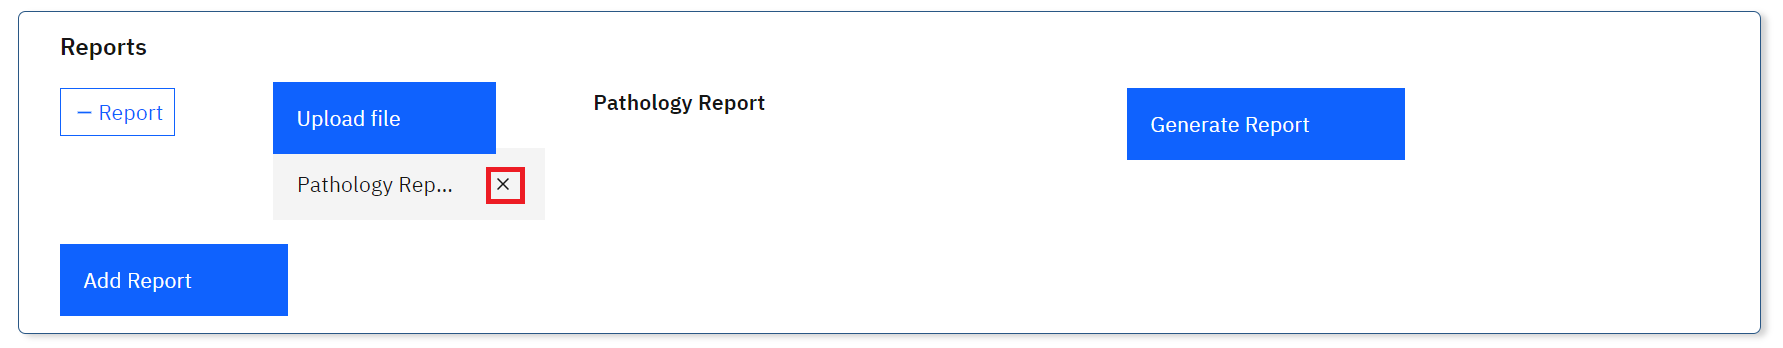 Reports
— Report
Upload file
Pathology Report
Generate Report
Pathology Rep...
Add Report